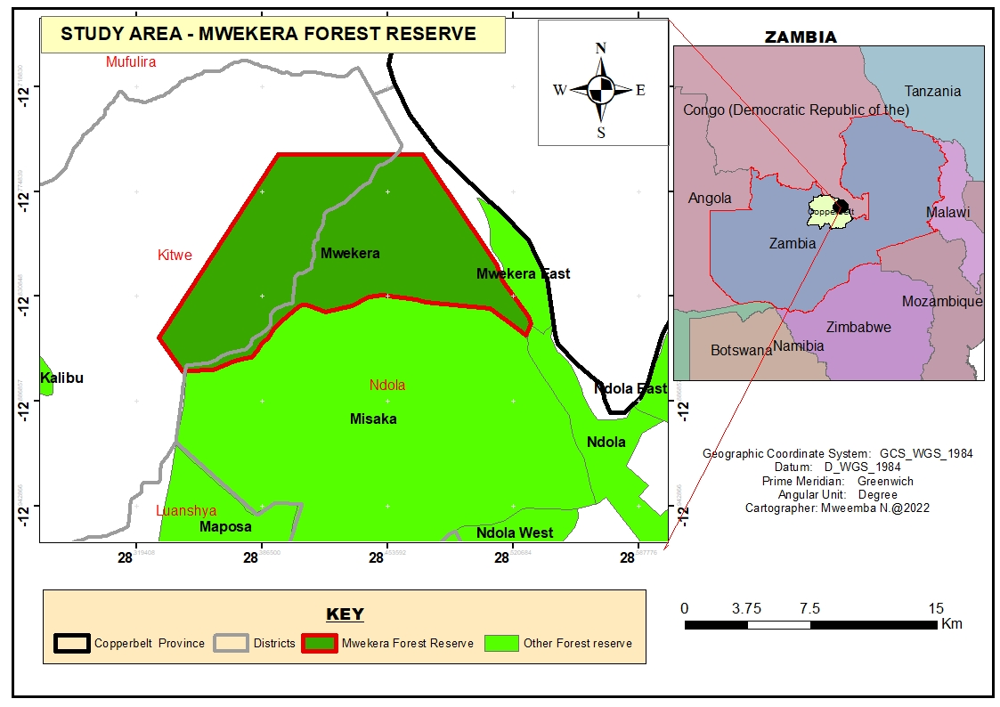 STUDY AREA - MWEKERA FOREST RESERVE
Mufulira
N
W E
S
ZAMBIA
Tanzania
Congo (Democratic Republic of the)
Angola
Malawi
Copperbelt
Zambia
Mozambique
Zimbabwe
Botswana
Namibia
Kitwe
Mwekera
Mwekera East
Kalibu
Ndola
Ndola East
Misaka
Ndola
Luanshya
Maposa
Ndola West
-12
-12
-12
-12
-12
-12
-12
28
28
28
28
28
Geographic Coordinate System: GCS_WGS_1984
Datum: D_WGS_1984
Prime Meridian: Greenwich
Angular Unit: Degree
Cartographer: Mweemba N.@2022
KEY
Copperbelt Province
Districts
Mwekera Forest Reserve
Other Forest reserve
0 3.75 7.5 15
Km